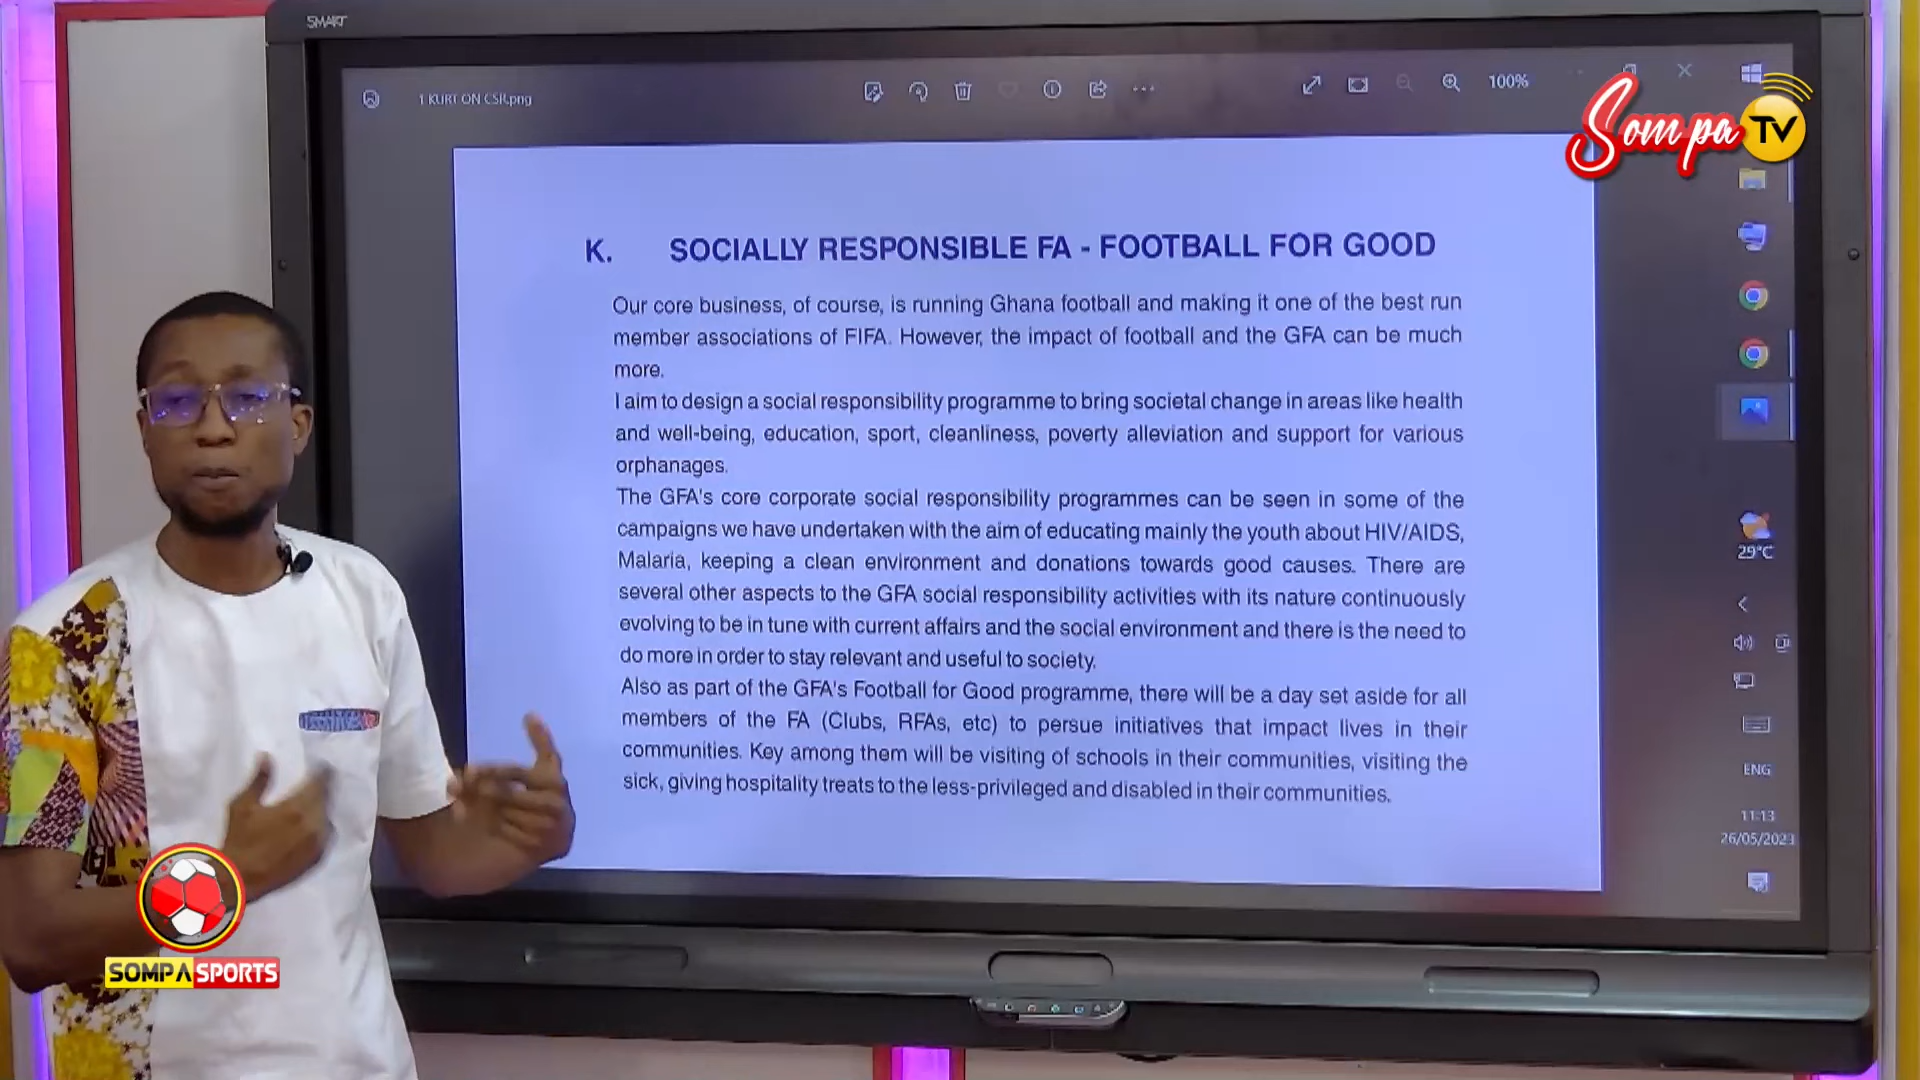 SMART
1 KURT ON CSR.png
100%
Sompa TV
K. SOCIALLY RESPONSIBLE FA - FOOTBALL FOR GOOD
Our core business, of course, is running Ghana football and making it one of the best run
member associations of FIFA. However, the impact of football and the GFA can be much
more.
I aim to design a social responsibility programme to bring societal change in areas like health
and well-being, education, sport, cleanliness, poverty alleviation and support for various
orphanages.
The GFA's core corporate social responsibility programmes can be seen in some of the
campaigns we have undertaken with the aim of educating mainly the youth about HIV/AIDS,
Malaria, keeping a clean environment and donations towards good causes. There are
several other aspects to the GFA social responsibility activities with its nature continuously
evolving to be in tune with current affairs and the social environment and there is the need to
do more in order to stay relevant and useful to society.
Also as part of the GFA's Football for Good programme, there will be a day set aside for all
members of the FA (Clubs, RFAs, etc) to persue initiatives that impact lives in their
communities. Key among them will be visiting of schools in their communities, visiting the
sick, giving hospitality treats to the less-privileged and disabled in their communities.
29°C
ENG
11:13
26/05/2023
SOMPA SPORTS